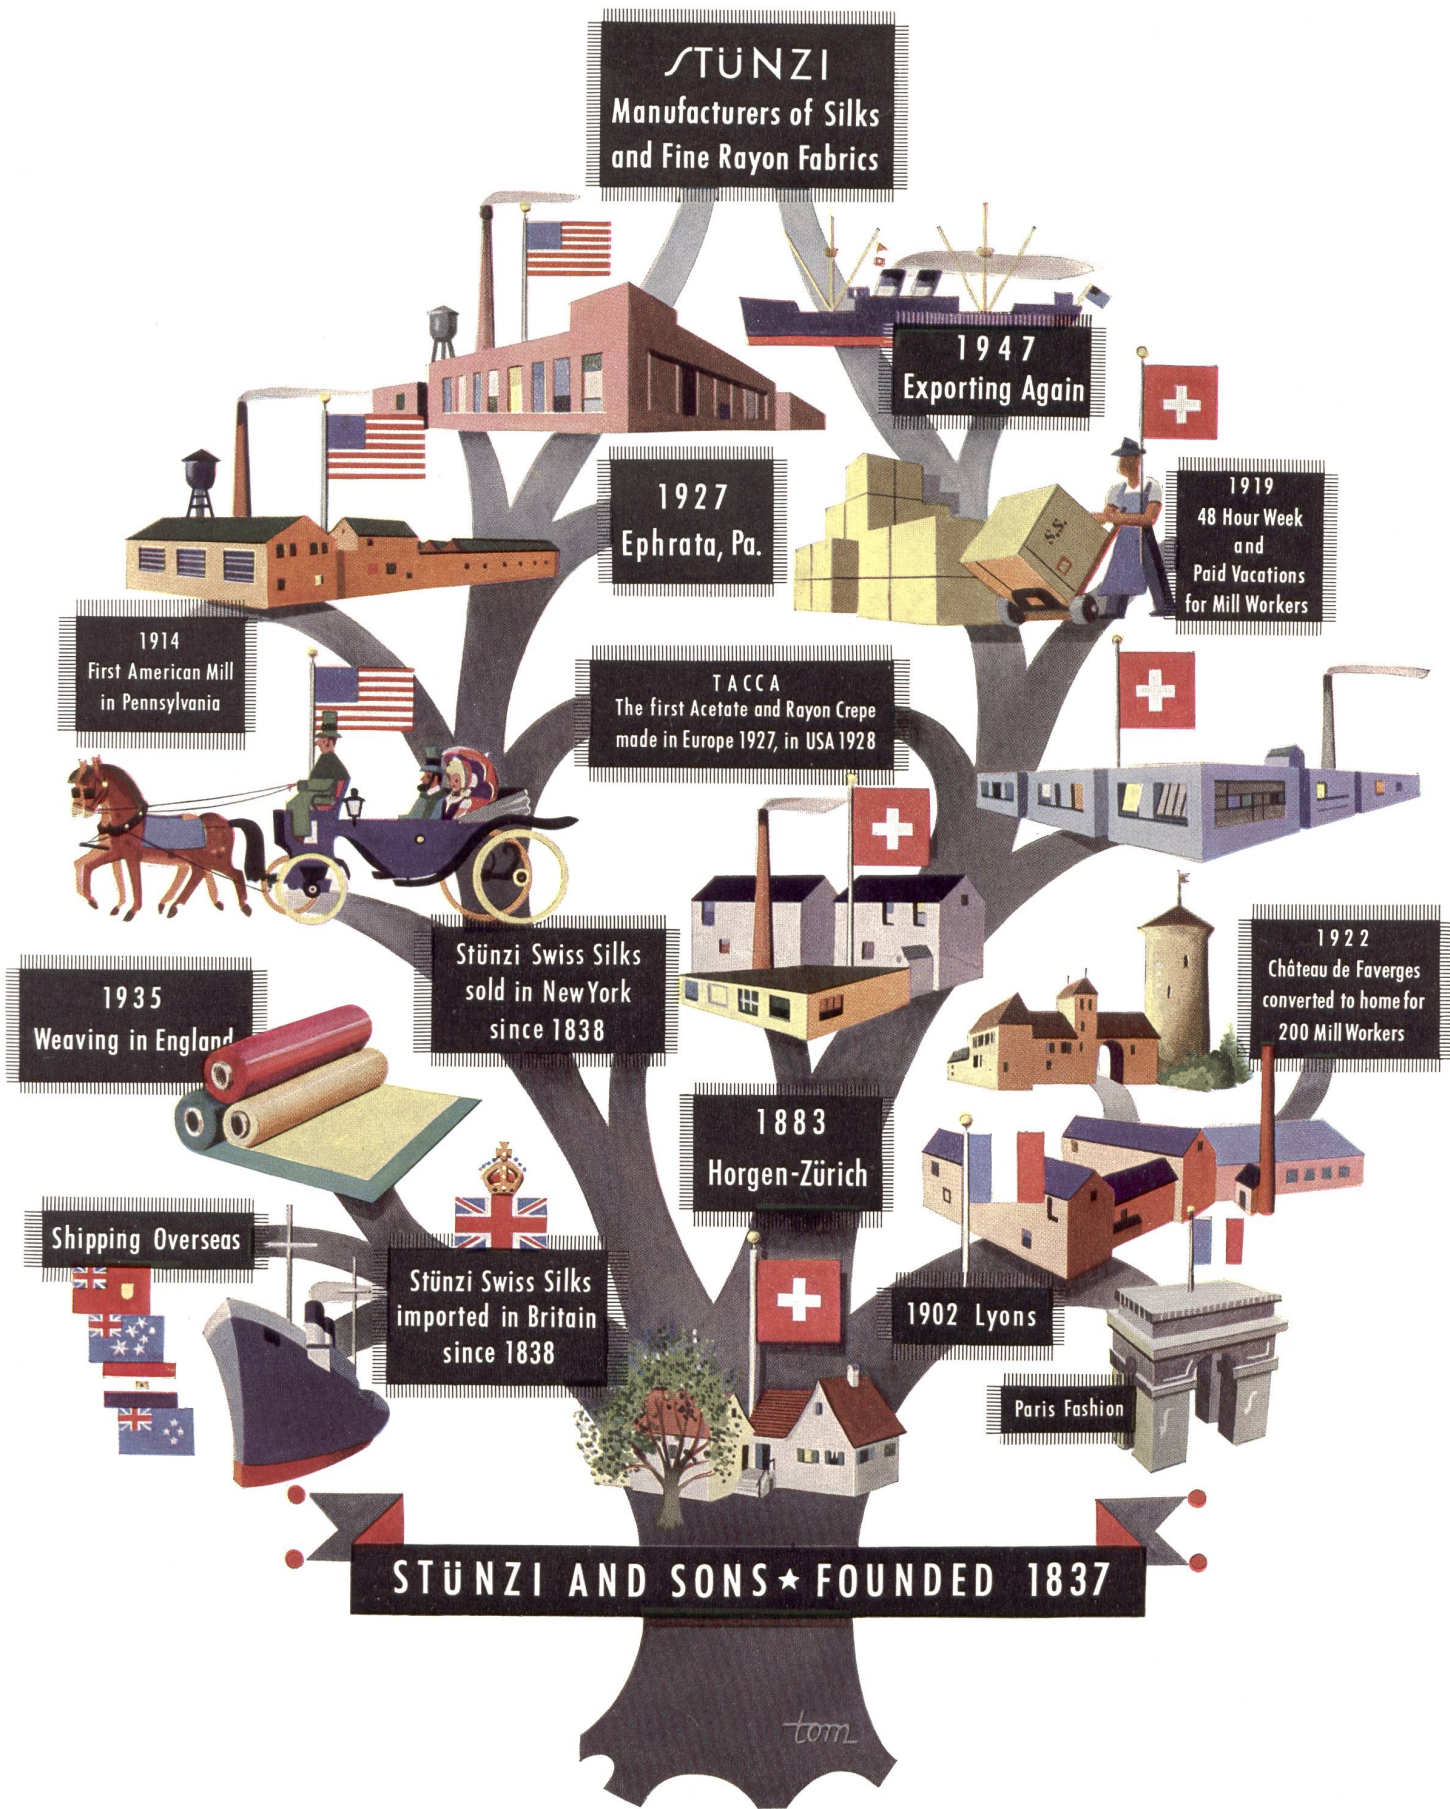 STÜNZI
Manufacturers of Silks
and Fine Rayon Fabrics
1947
Exporting Again
1927
Ephrata, Pa.
S.S.
1919
48 Hour Week
and
Paid Vacations
for Mill Workers
1914
First American Mill
in Pennsylvania
TACCA
The first Acetate and Rayon Crepe
made in Europe 1927, in USA 1928
Stünzi Swiss Silks
sold in New York
since 1838
1922
Château de Faverges
converted to home for
200 Mill Workers
1935
Weaving in England
1883
Horgen-Zürich
Shipping Overseas
Stünzi Swiss Silks
imported in Britain
since 1838
1902 Lyons
Paris Fashion
STÜNZI AND SONS ★ FOUNDED 1837
tom